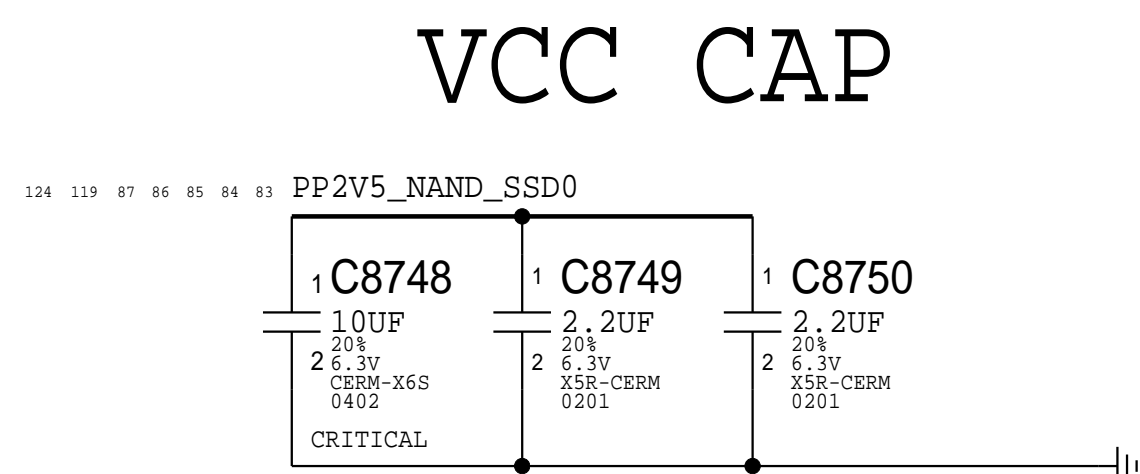 VCC CAP
124 119 87 86 85 84 83 PP2V5_NAND_SSD0
1 C8748
10UF
20%
2 6.3V
CERM-X6S
0402
CRITICAL
1 C8749
2.2UF
20%
2 6.3V
X5R-CERM
0201
1 C8750
2.2UF
20%
2 6.3V
X5R-CERM
0201